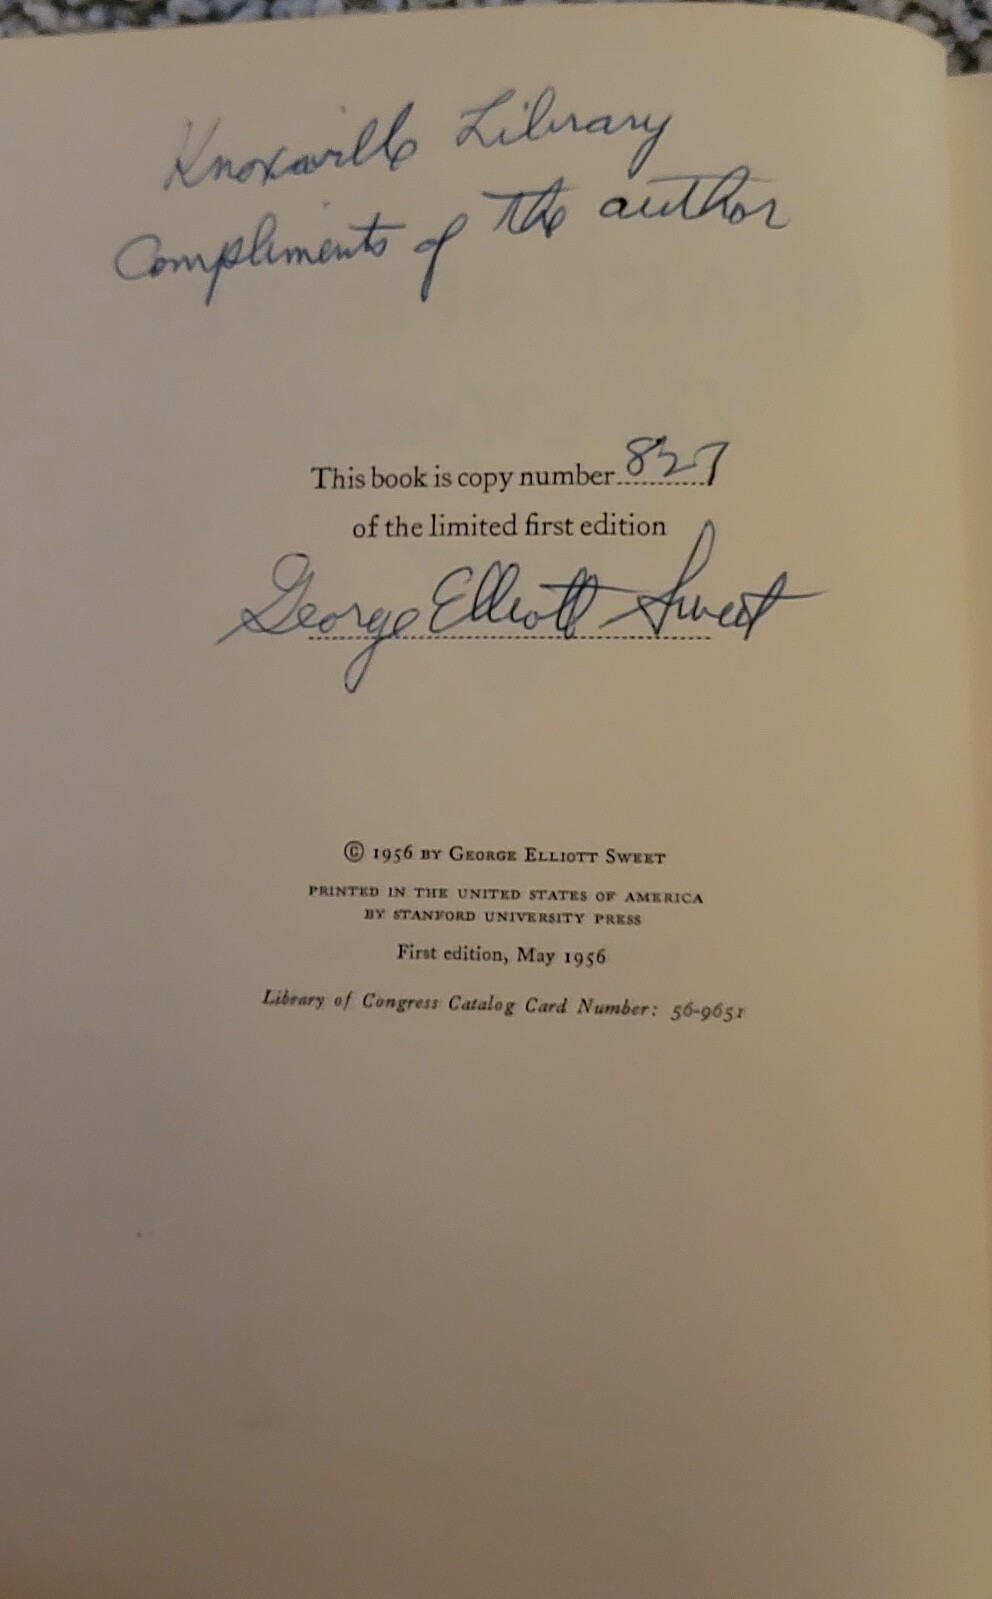 Knoxville Library
Compliments of the author
This book is copy number 827
of the limited first edition
George Elliott Sweet
© 1956 BY GEORGE ELLIOTT SWEET
PRINTED IN THE UNITED STATES OF AMERICA
BY STANFORD UNIVERSITY PRESS
First edition, May 1956
Library of Congress Catalog Card Number: 56-9651